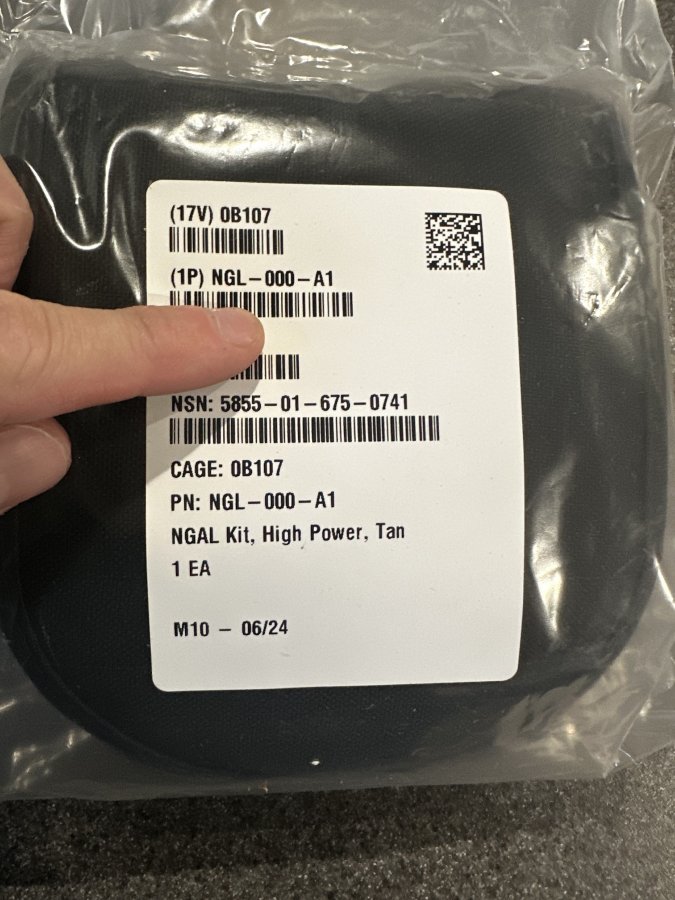 (17V) 0B107
(1P) NGL-000-A1
NSN: 5855-01-675-0741
CAGE: 0B107
PN: NGL-000-A1
NGAL Kit, High Power, Tan
1 EA
M10 - 06/24